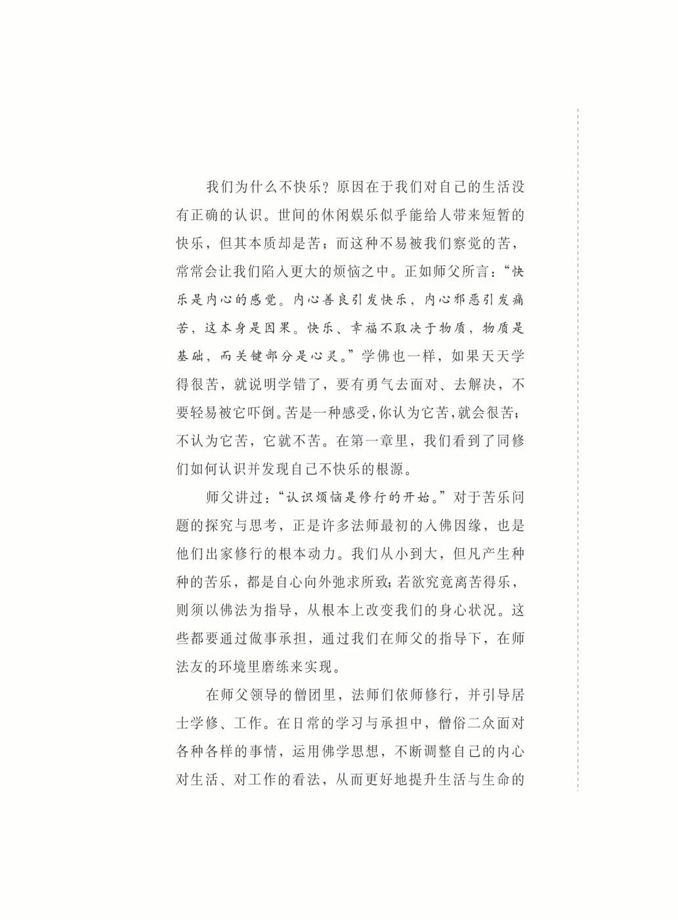 我们为什么不快乐？原因在于我们对自己的生活没
有正确的认识。世间的休闲娱乐似乎能给人带来短暂的
快乐，但其本质却是苦；而这种不易被我们察觉的苦，
常常会让我们陷入更大的烦恼之中。正如师父所言：“快
乐是内心的感觉。内心善良引发快乐，内心邪恶引发痛
苦，这本身是因果。快乐、幸福不取决于物质，物质是
基础，而关键部分是心灵。”学佛也一样，如果天天学
得很苦，就说明学错了，要有勇气去面对、去解决，不
要轻易被它吓倒。苦是一种感受，你认为它苦，就会很苦；
不认为它苦，它就不苦。在第一章里，我们看到了同修
们如何认识并发现自己不快乐的根源。
师父讲过：“认识烦恼是修行的开始。”对于苦乐问
题的探究与思考，正是许多法师最初的入佛因缘，也是
他们出家修行的根本动力。我们从小到大，但凡产生种
种的苦乐，都是自心向外驰求所致；若欲究竟离苦得乐，
则须以佛法为指导，从根本上改变我们的身心状况。这
些都要通过做事承担，通过我们在师父的指导下，在师
法友的环境里磨练来实现。
在师父领导的僧团里，法师们依师修行，并引导居
士学修、工作。在日常的学习与承担中，僧俗二众面对
各种各样的事情，运用佛学思想，不断调整自己的内心
对生活、对工作的看法，从而更好地提升生活与生命的